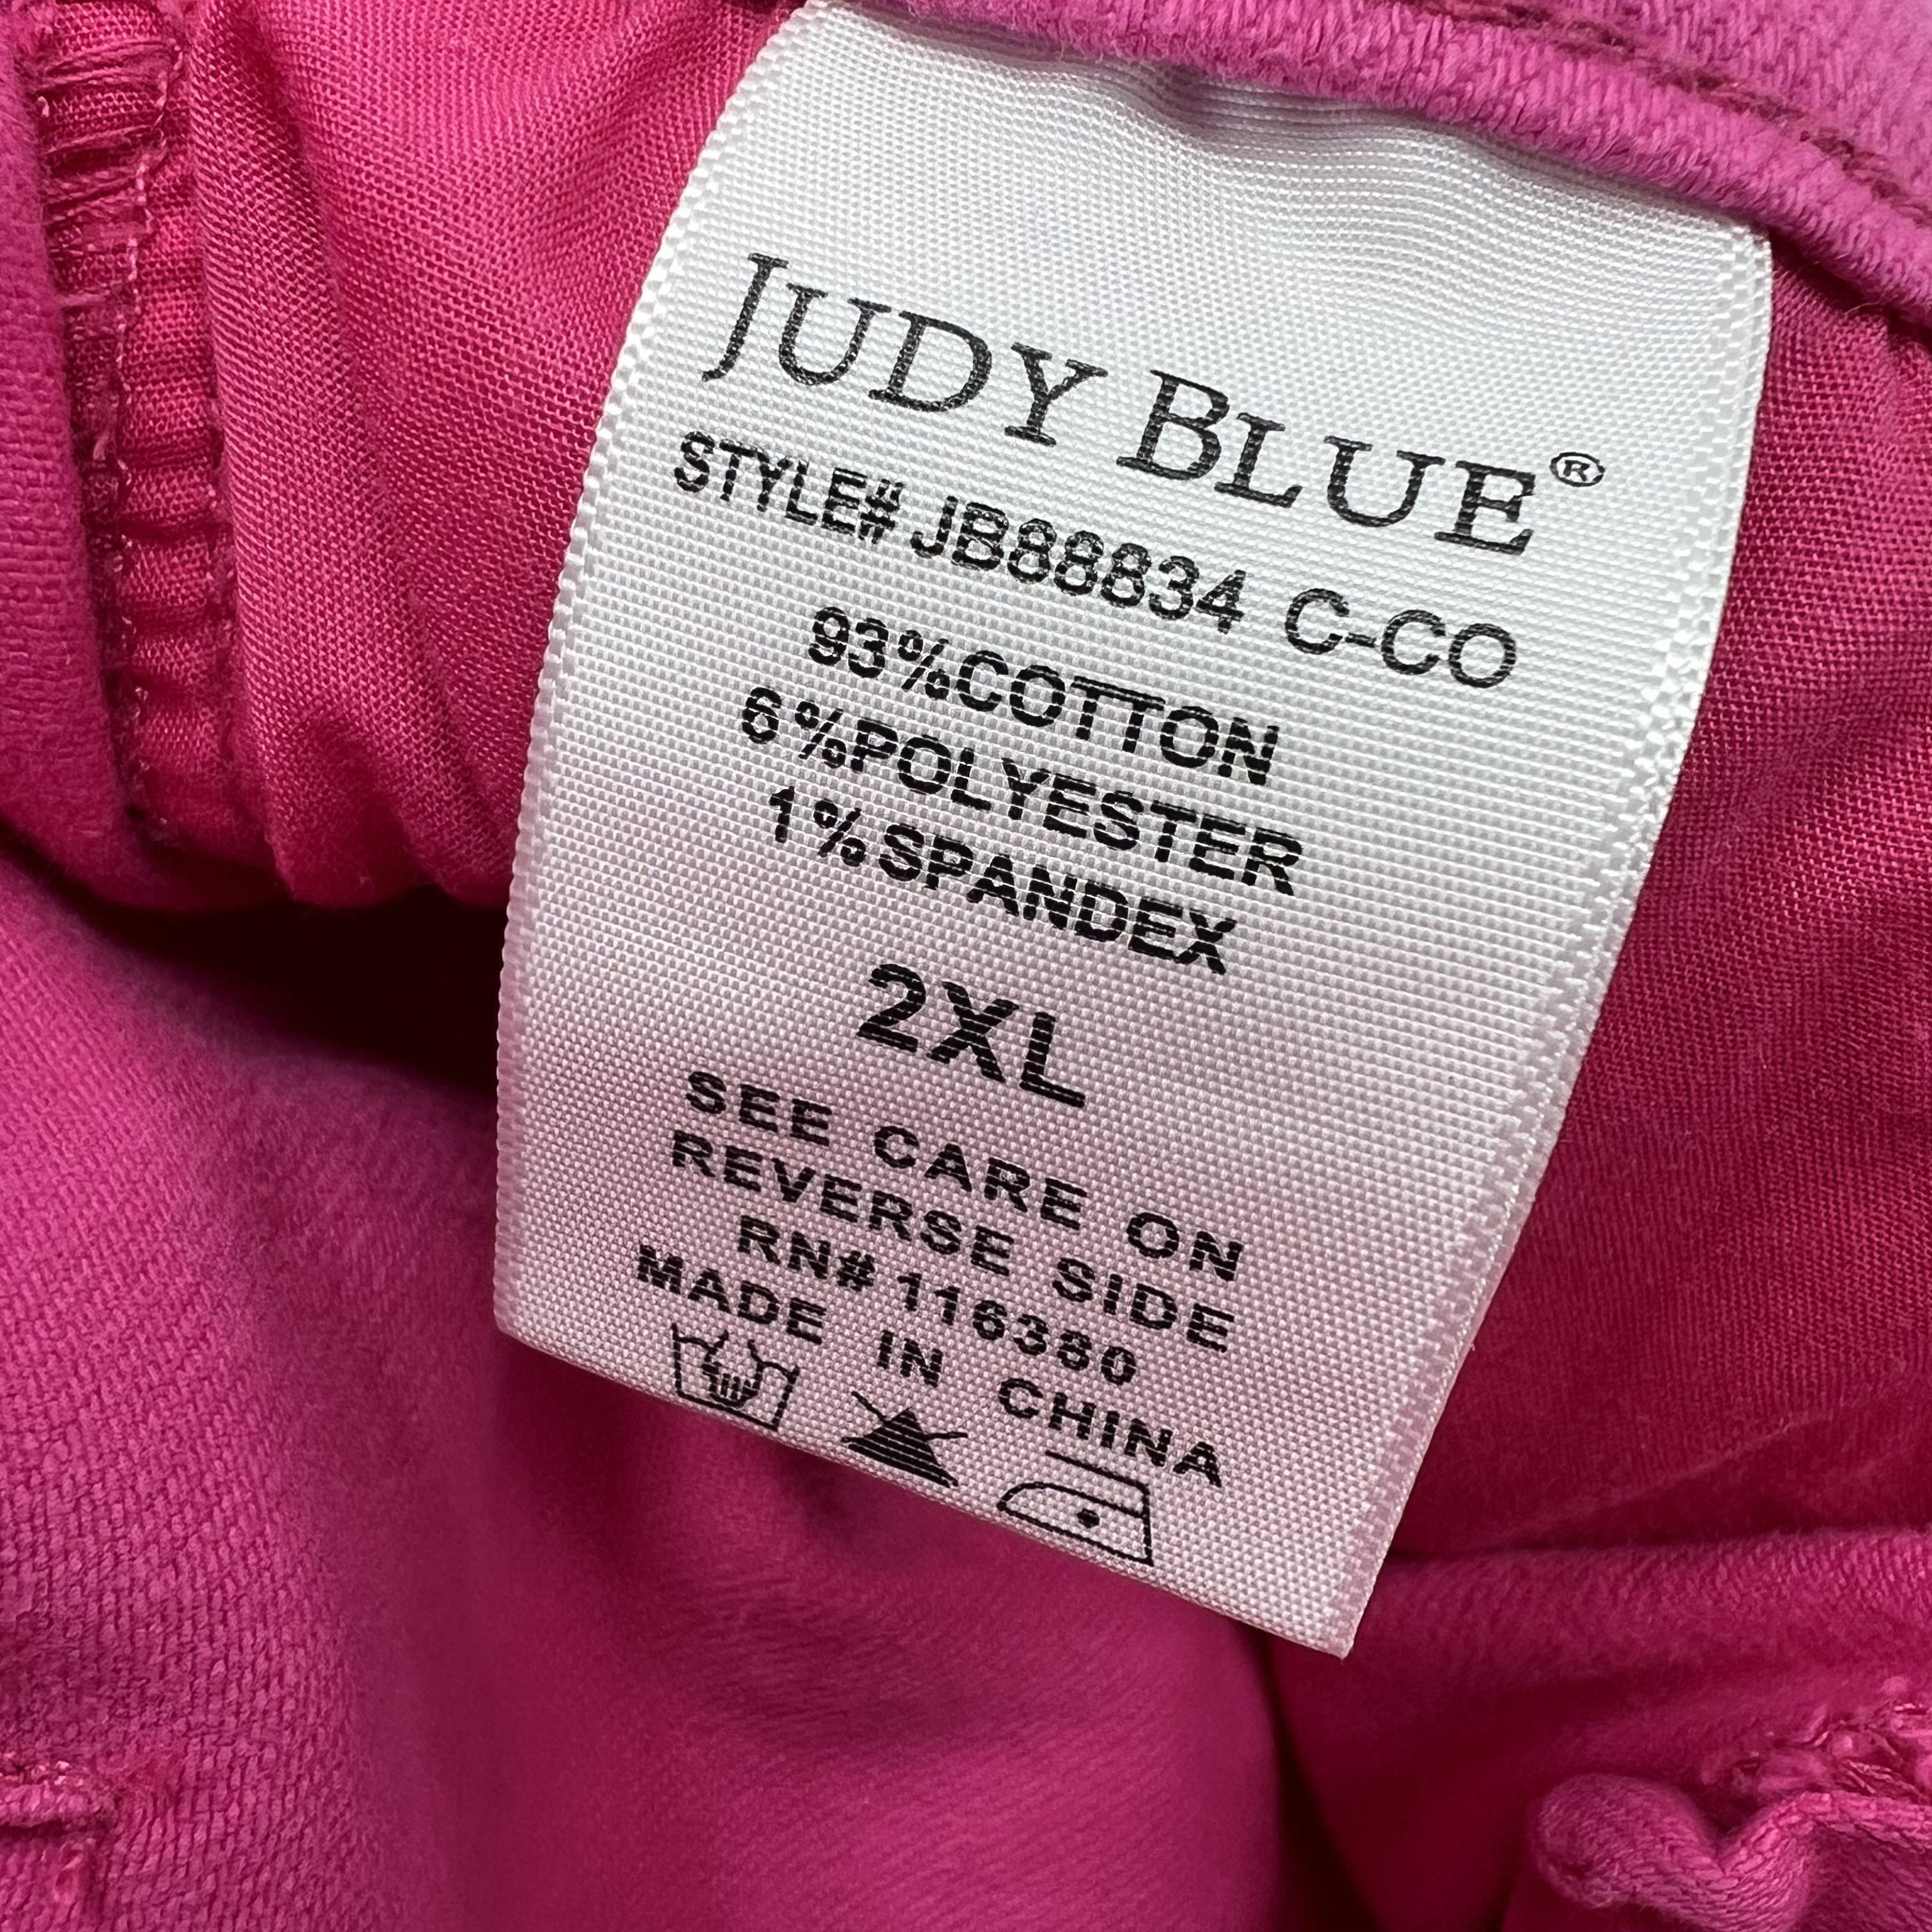 JUDY BLUE®
STYLE# JB88834 C-CO
93%COTTON
6%POLYESTER
1%SPANDEX
2XL
SEE CARE ON
REVERSE SIDE
RN# 116380
MADE IN CHINA